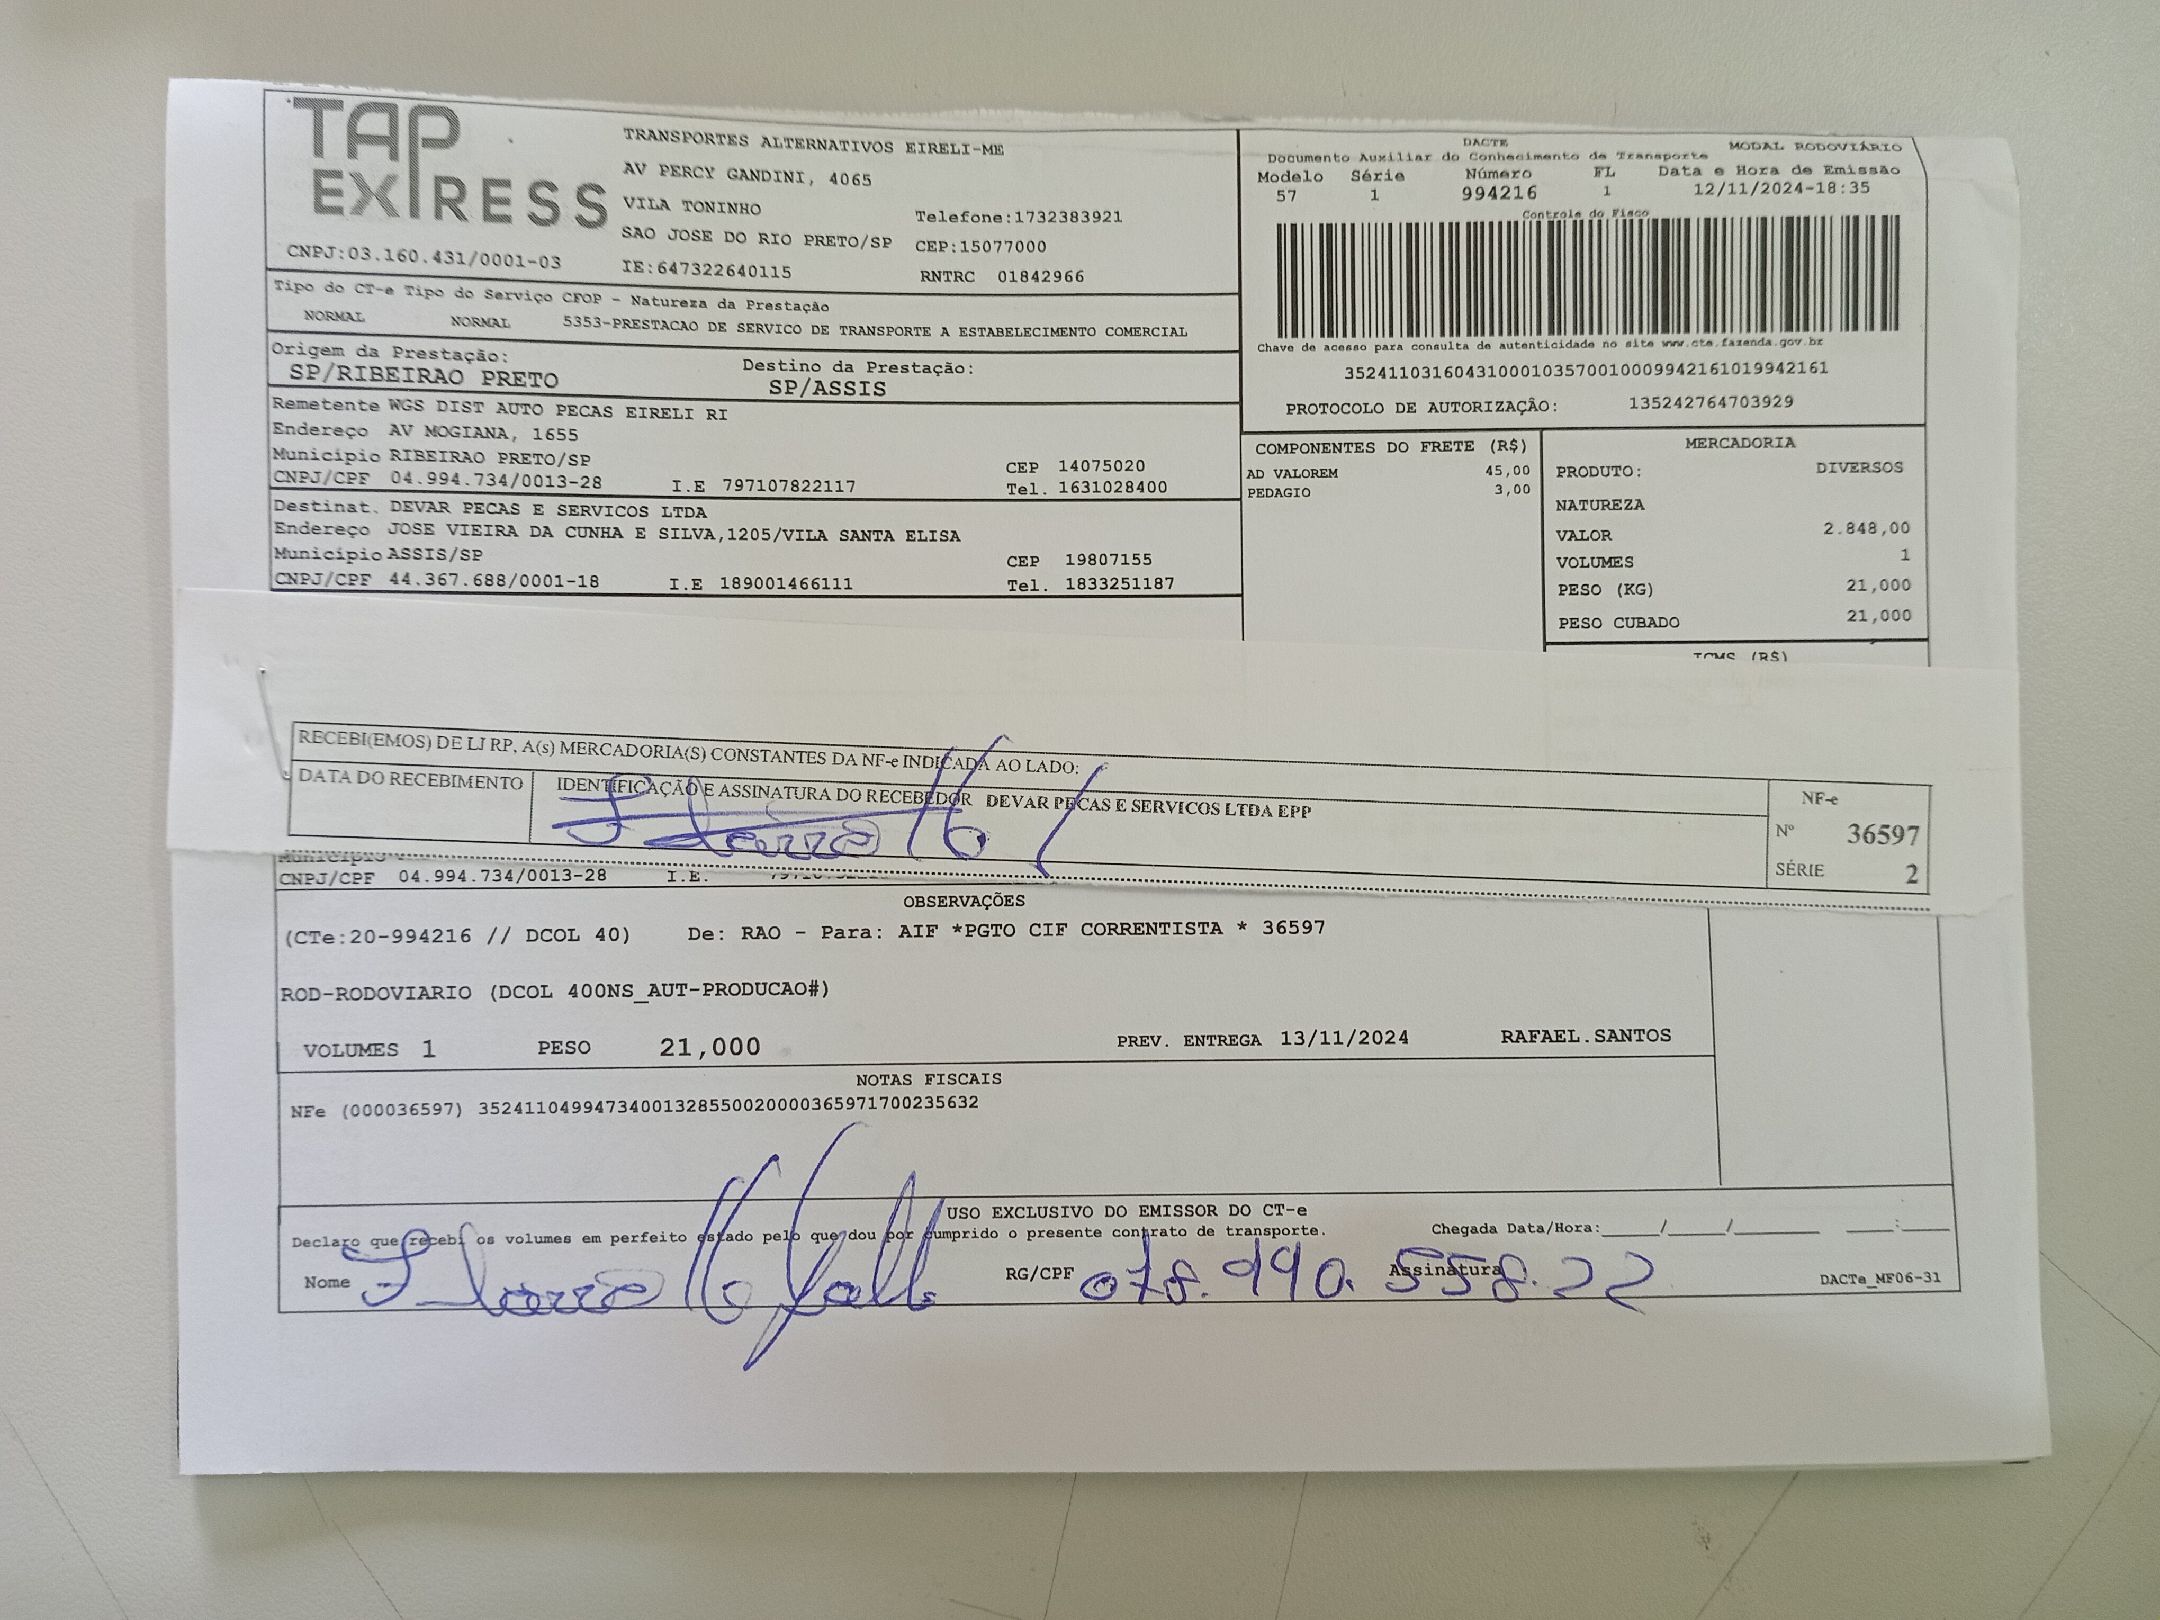 TAP
EXPRESS
CNPJ:03.160.431/0001-03
TRANSPORTES ALTERNATIVOS EIRELI-ME
AV PERCY GANDINI, 4065
VILA TONINHO
Telefone:1732383921
SAO JOSE DO RIO PRETO/SP CEP:15077000
IE:647322640115 RNTRC 01842966
DACTE MODAL RODOVIÁRIO
Documento Auxiliar do Conhecimento de Transporte
Modelo Série Número FL Data e Hora de Emissão
57 1 994216 1 12/11/2024-18:35
Controle do Fisco
Chave de acesso para consulta de autenticidade no site www.cte.fazenda.gov.br
35241103160431000103570010009942161019942161
PROTOCOLO DE AUTORIZAÇÃO: 135242764703929
Tipo do CT-e Tipo do Serviço CFOP - Natureza da Prestação
NORMAL NORMAL 5353-PRESTACAO DE SERVICO DE TRANSPORTE A ESTABELECIMENTO COMERCIAL
Origem da Prestação: Destino da Prestação:
SP/RIBEIRAO PRETO SP/ASSIS
Remetente WGS DIST AUTO PECAS EIRELI RI
Endereço AV MOGIANA, 1655
Município RIBEIRAO PRETO/SP CEP 14075020
CNPJ/CPF 04.994.734/0013-28 I.E 797107822117 Tel. 1631028400
Destinat. DEVAR PECAS E SERVICOS LTDA
Endereço JOSE VIEIRA DA CUNHA E SILVA,1205/VILA SANTA ELISA
Município ASSIS/SP CEP 19807155
CNPJ/CPF 44.367.688/0001-18 I.E 189001466111 Tel. 1833251187
COMPONENTES DO FRETE (R$)
AD VALOREM 45,00
PEDAGIO 3,00
MERCADORIA
PRODUTO: DIVERSOS
NATUREZA
VALOR 2.848,00
VOLUMES 1
PESO (KG) 21,000
PESO CUBADO 21,000
ICMS (R$)
RECEBI(EMOS) DE LJ RP, A(s) MERCADORIA(S) CONSTANTES DA NF-e INDICADA AO LADO:
DATA DO RECEBIMENTO IDENTIFICAÇÃO E ASSINATURA DO RECEBEDOR DEVAR PECAS E SERVICOS LTDA EPP
NF-e
Nº 36597
SÉRIE 2
Município
CNPJ/CPF 04.994.734/0013-28 I.E.
OBSERVAÇÕES
(CTe:20-994216 // DCOL 40) De: RAO - Para: AIF *PGTO CIF CORRENTISTA * 36597
ROD-RODOVIARIO (DCOL 400NS_AUT-PRODUCAO#)
VOLUMES 1 PESO 21,000 PREV. ENTREGA 13/11/2024 RAFAEL.SANTOS
NOTAS FISCAIS
NFe (000036597) 35241104994734001328550020000365971700235632
USO EXCLUSIVO DO EMISSOR DO CT-e
Declaro que recebi os volumes em perfeito estado pelo que dou por cumprido o presente contrato de transporte. Chegada Data/Hora:____/____/______ ____:____
Nome RG/CPF 078.990.558.22 Assinatura DACTe_MF06-31